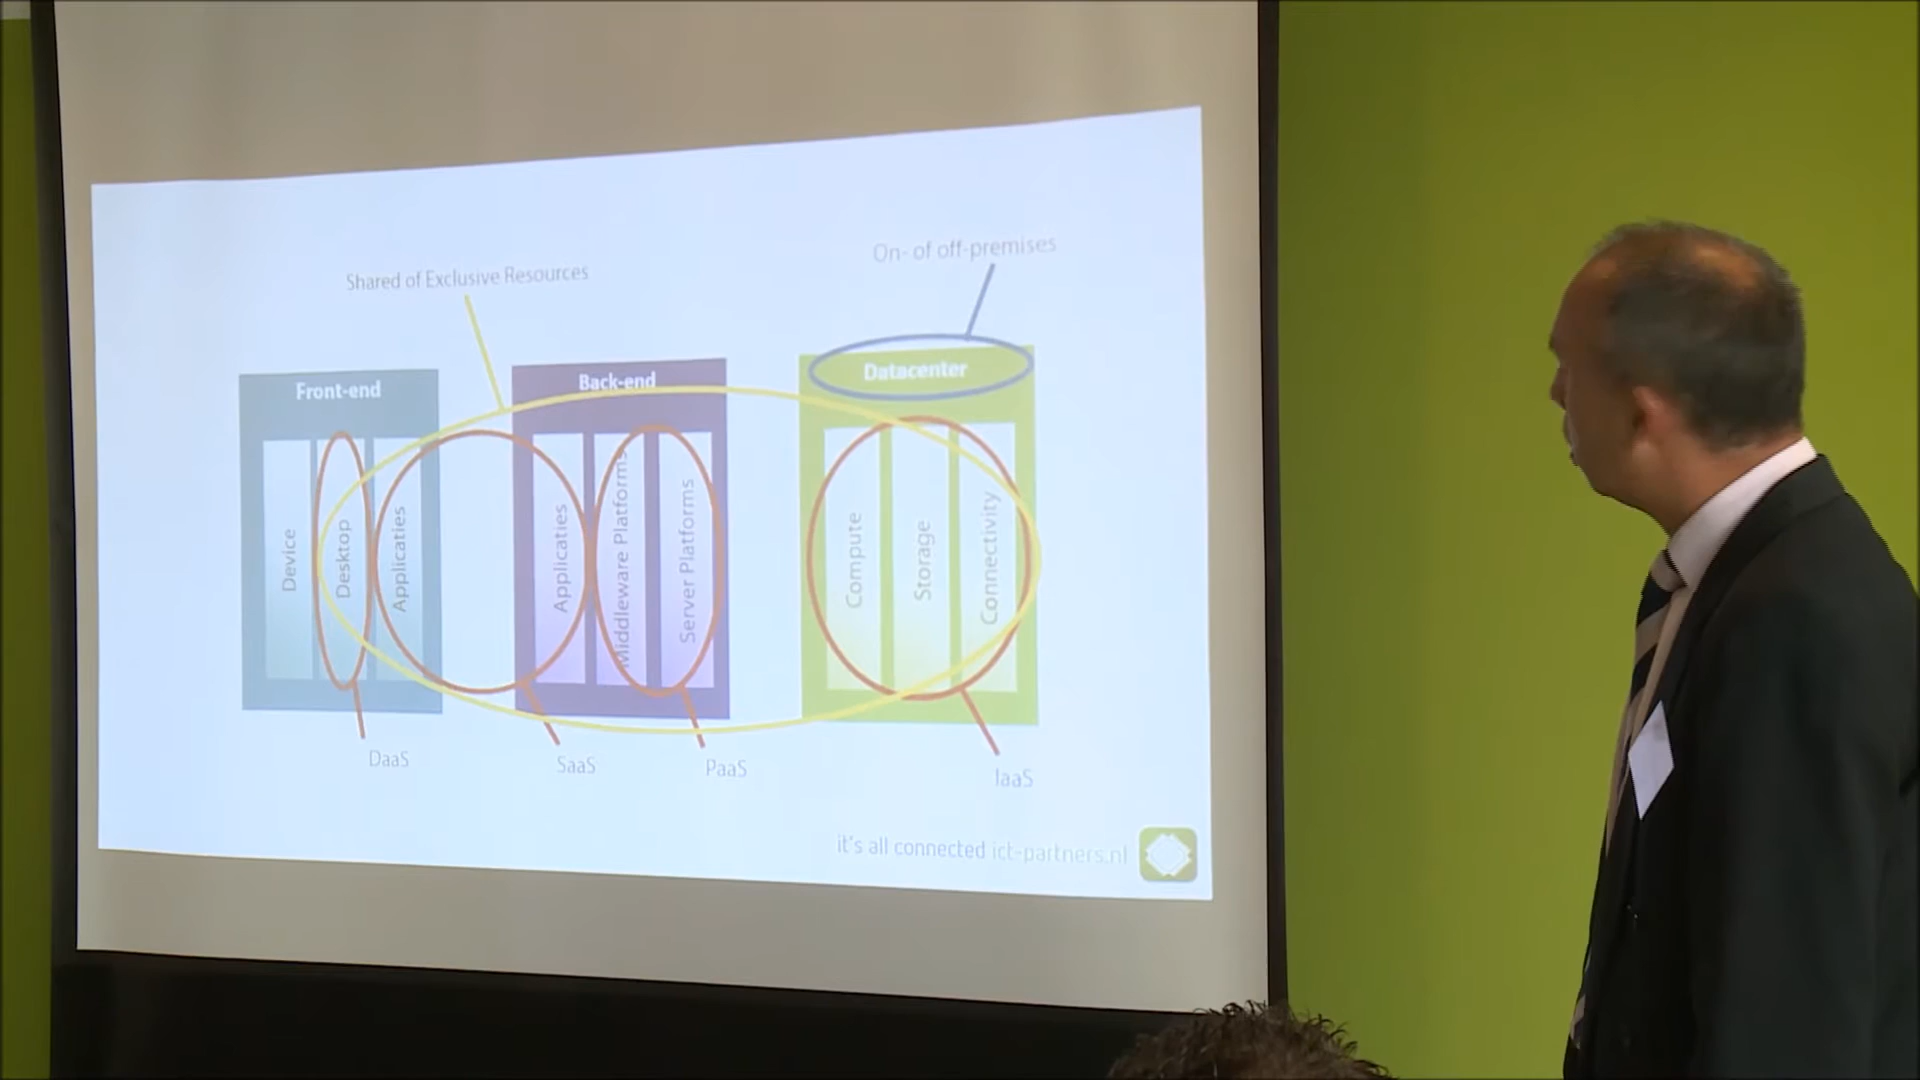 On- of off-premises
Shared of Exclusive Resources
Front-end
Back-end
Datacenter
Device
Desktop
Applicaties
Applicaties
Middleware Platforms
Server Platforms
Compute
Storage
Connectivity
DaaS
SaaS
PaaS
IaaS
it's all connected ict-partners.nl